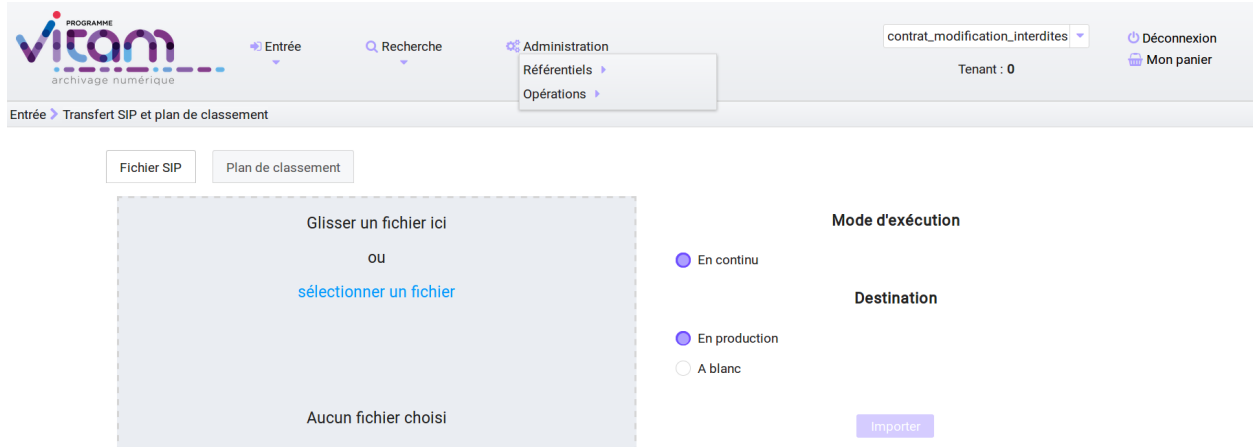 PROGRAMME
vitam
archivage numérique
Entrée
Recherche
Administration
Référentiels
Opérations
contrat_modification_interdites
Tenant : 0
Déconnexion
Mon panier
Entrée Transfert SIP et plan de classement
Fichier SIP
Plan de classement
Glisser un fichier ici
ou
sélectionner un fichier
Aucun fichier choisi
Mode d'exécution
En continu
Destination
En production
A blanc
Importer